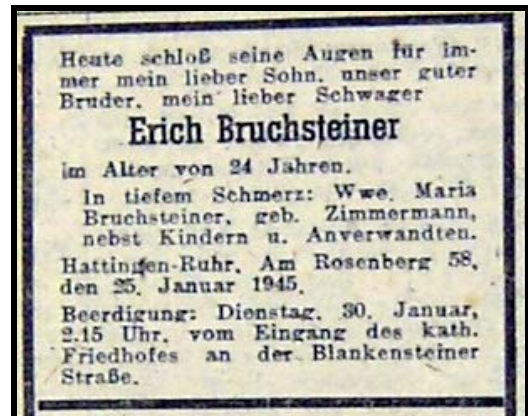 Heute schloß seine Augen für im-
mer mein lieber Sohn, unser guter
Bruder, mein lieber Schwager
Erich Bruchsteiner
im Alter von 24 Jahren.
In tiefem Schmerz: Wwe. Maria
Bruchsteiner, geb. Zimmermann,
nebst Kindern u. Anverwandten.
Hattingen-Ruhr, Am Rosenberg 58,
den 25. Januar 1945.
Beerdigung: Dienstag, 30. Januar,
2.15 Uhr, vom Eingang des kath.
Friedhofes an der Blankensteiner
Straße.